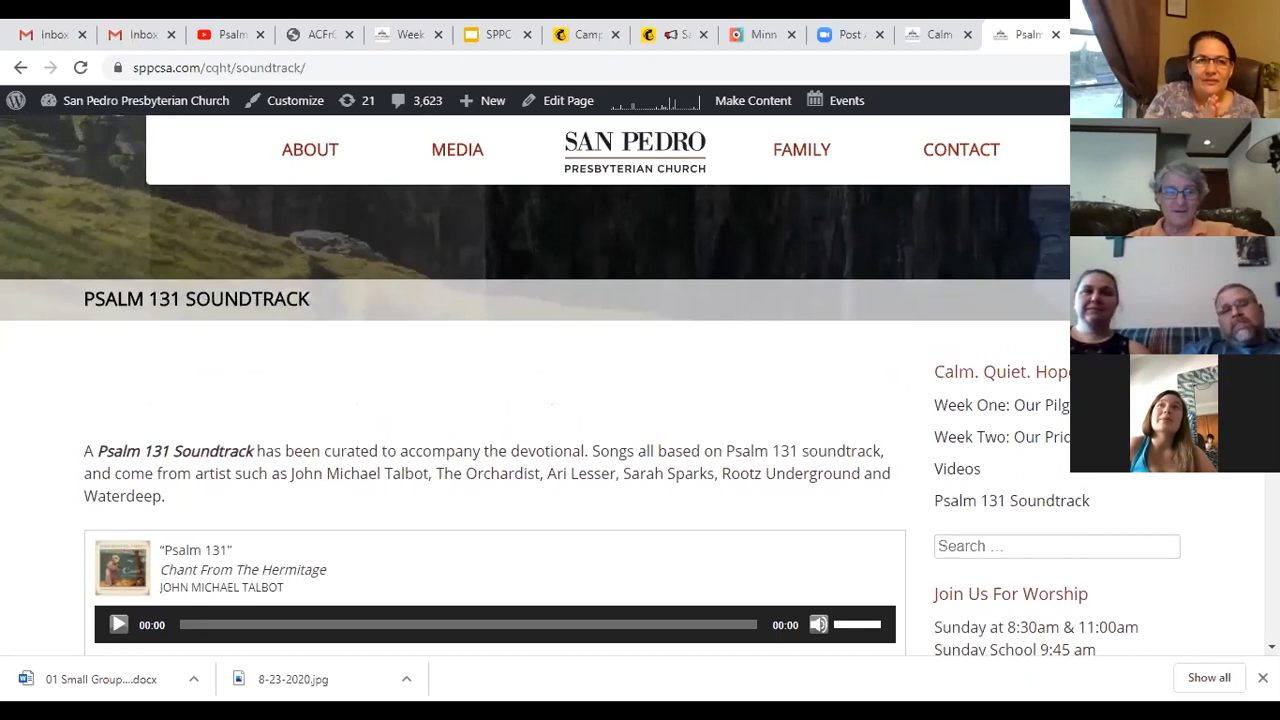 Inbox
Inbox
Psalm
ACFrO
Week
SPPC
Camp
Sa
Minn
Post A
Calm
Psalm
sppcsa.com/cqht/soundtrack/
San Pedro Presbyterian Church
Customize
21
3,623
New
Edit Page
Make Content
Events
ABOUT
MEDIA
SAN PEDRO
PRESBYTERIAN CHURCH
FAMILY
CONTACT
PSALM 131 SOUNDTRACK
A Psalm 131 Soundtrack has been curated to accompany the devotional. Songs all based on Psalm 131 soundtrack,
and come from artist such as John Michael Talbot, The Orchardist, Ari Lesser, Sarah Sparks, Rootz Underground and
Waterdeep.
“Psalm 131”
Chant From The Hermitage
JOHN MICHAEL TALBOT
00:00
00:00
Calm. Quiet. Hop
Week One: Our Pilg
Week Two: Our Pric
Videos
Psalm 131 Soundtrack
Search …
Join Us For Worship
Sunday at 8:30am & 11:00am
Sunday School 9:45 am
01 Small Group....docx
8-23-2020.jpg
Show all